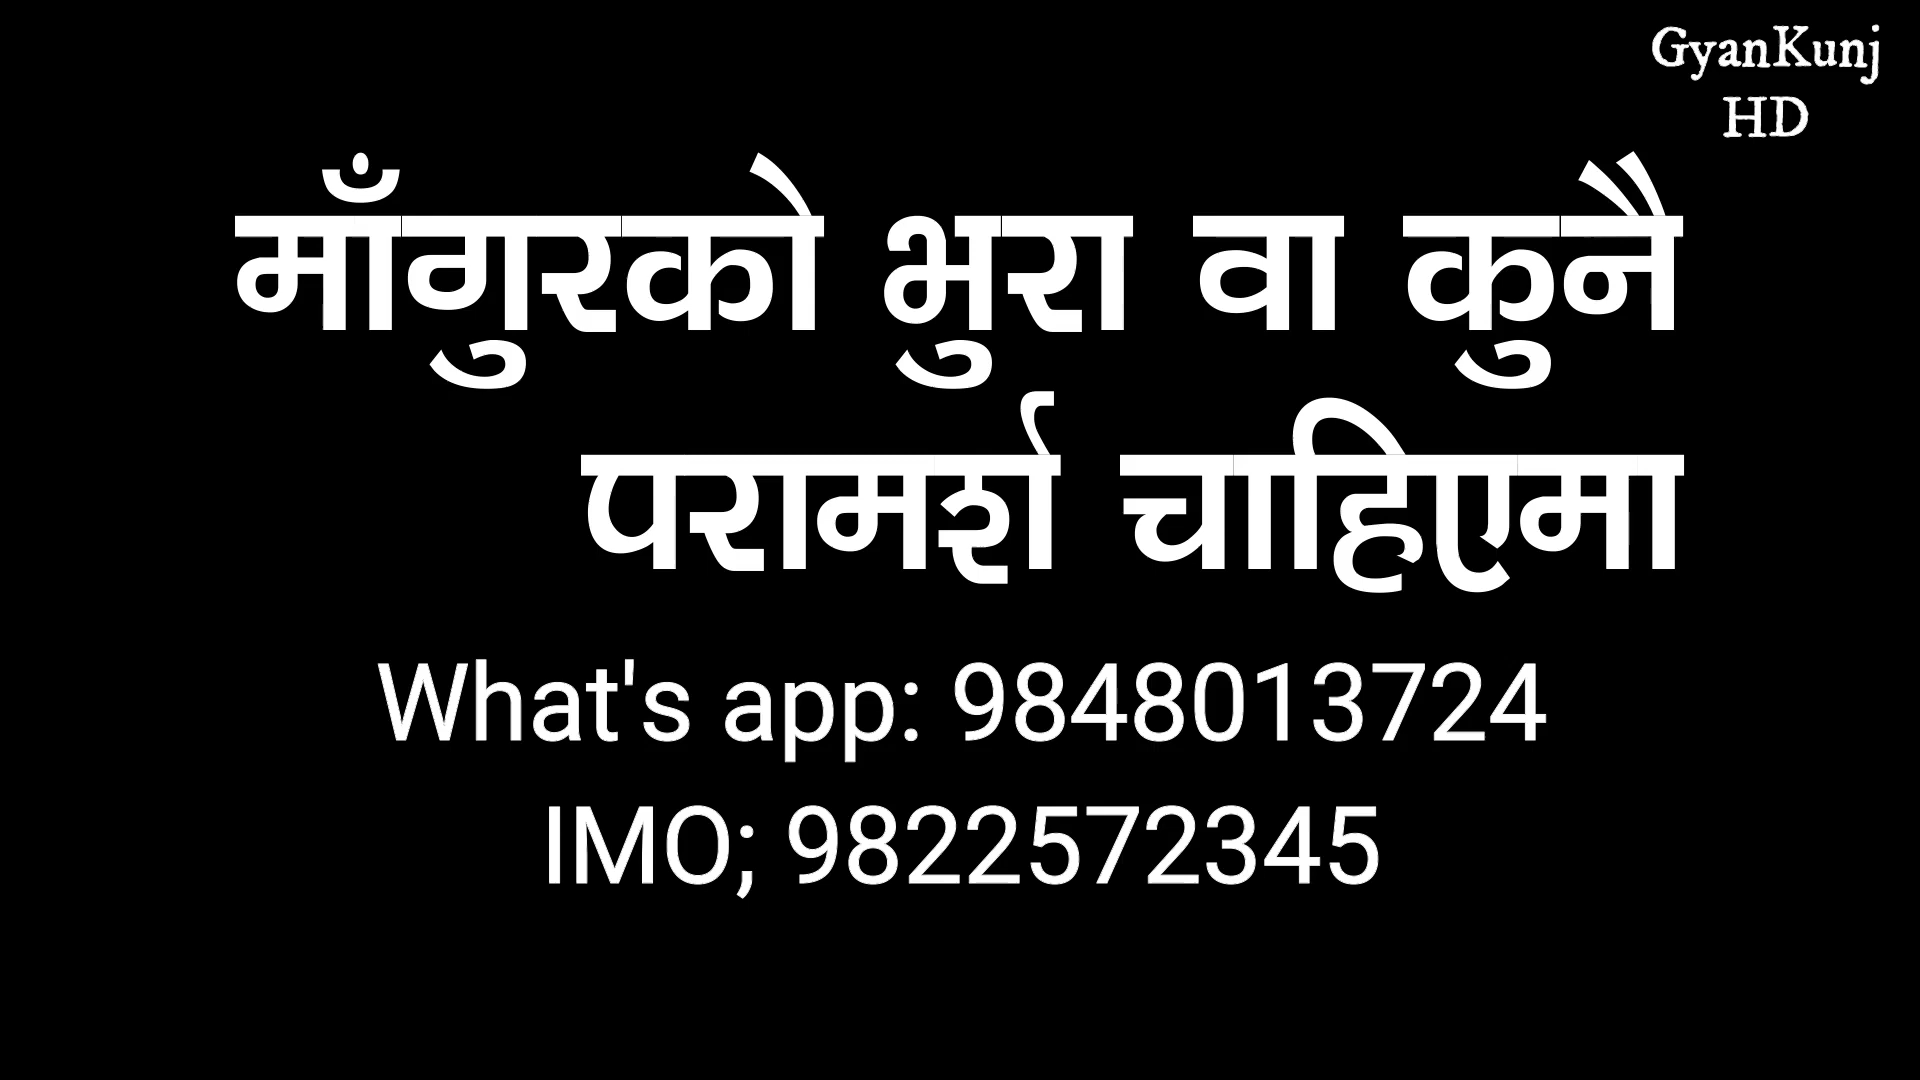 GyanKunj
HD
माँगुरको भुरा वा कुनै
परामर्श चाहिएमा
What's app: 9848013724
IMO; 9822572345